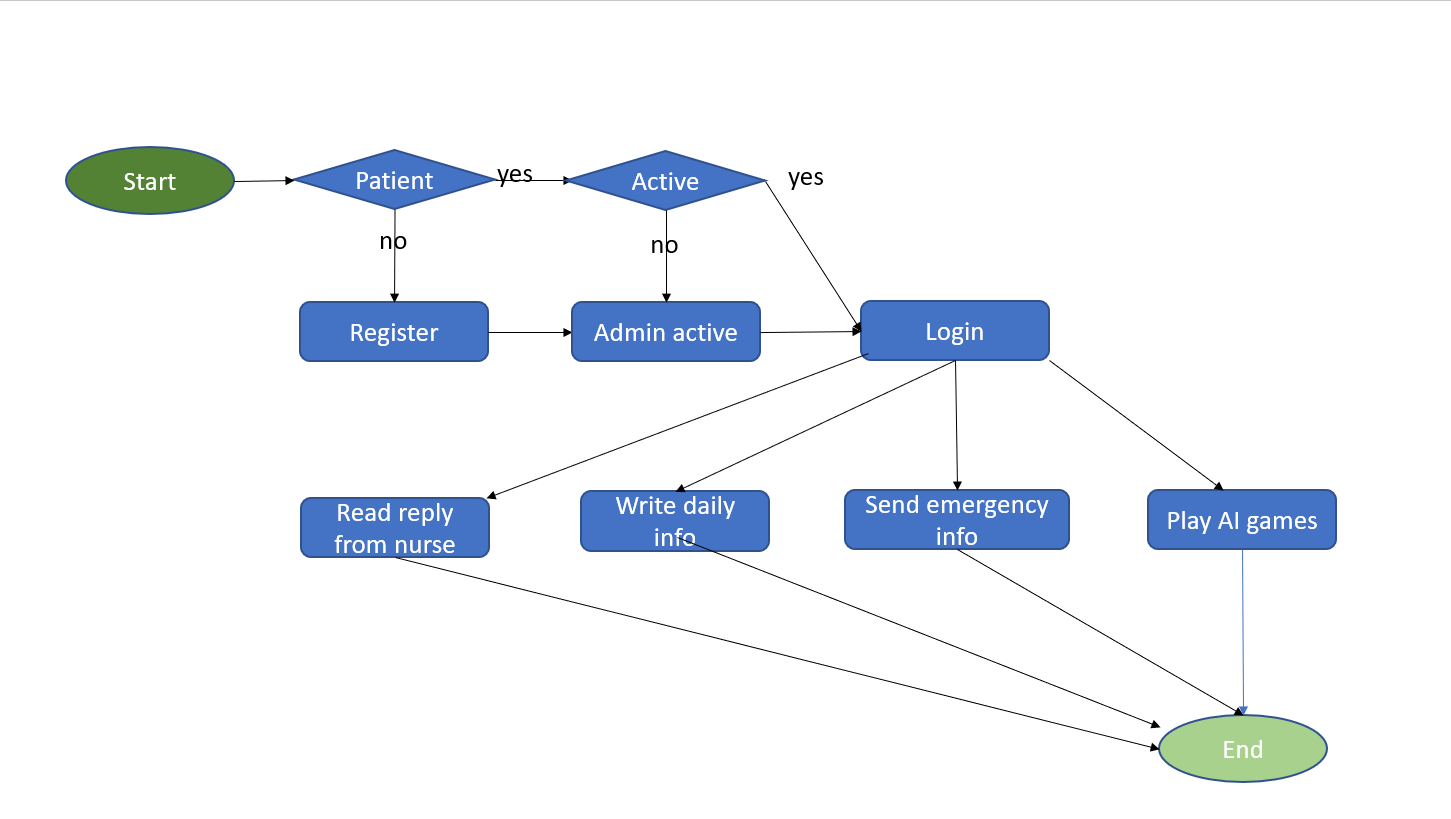 Start
Patient
yes
Active
yes
no
no
Register
Admin active
Login
Read reply
from nurse
Write daily
info
Send emergency
info
Play AI games
End